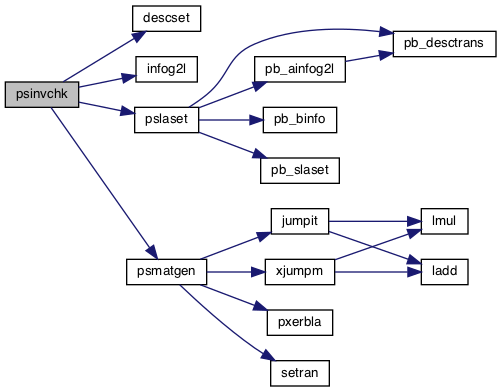 descset
pb_desctrans
infog2l
pb_ainfog2l
psinvchk
pslaset
pb_binfo
pb_slaset
jumpit
lmul
psmatgen
xjumpm
ladd
pxerbla
setran